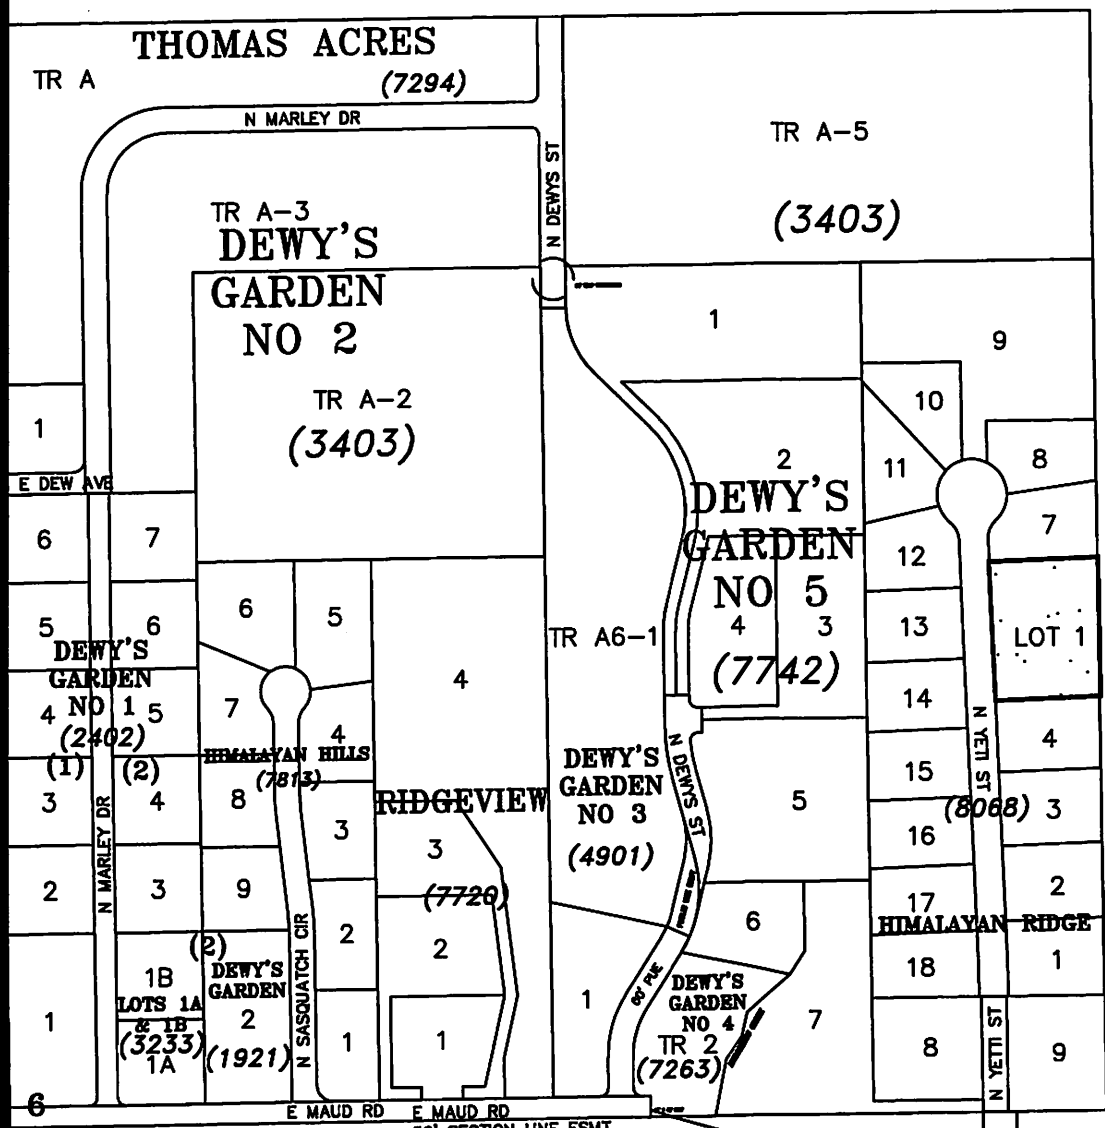 THOMAS ACRES
TR A
(7294)
N MARLEY DR
N DEWYS ST
TR A-5
(3403)
TR A-3
DEWY'S
GARDEN
NO 2
TR A-2
(3403)
1
9
10
2
11
8
7
12
13
LOT 1
14
15
16
17
18
4
3
2
1
8
9
N YETI ST
(8068)
HIMALAYAN RIDGE
N YETTI ST
DEWY'S
GARDEN
NO 5
4
3
(7742)
5
6
7
TR A6-1
DEWY'S
GARDEN
NO 3
(4901)
N DEWYS ST
1
60' PUE
DEWY'S
GARDEN
NO 4
TR 2
(7263)
1
E DEW AVE
6
7
5
6
DEWY'S
GARDEN
NO 1
4
5
(2402)
(1)
(2)
3
4
2
3
1
N MARLEY DR
(2)
1B
LOTS 1A
& 1B
(3233)
1A
DEWY'S
GARDEN
2
(1921)
6
5
7
4
HIMALAYAN HILLS
(7813)
8
3
9
2
1
N SASQUATCH CIR
4
RIDGEVIEW
3
(7720)
2
1
6
E MAUD RD
E MAUD RD
50' SECTION LINE ESMT